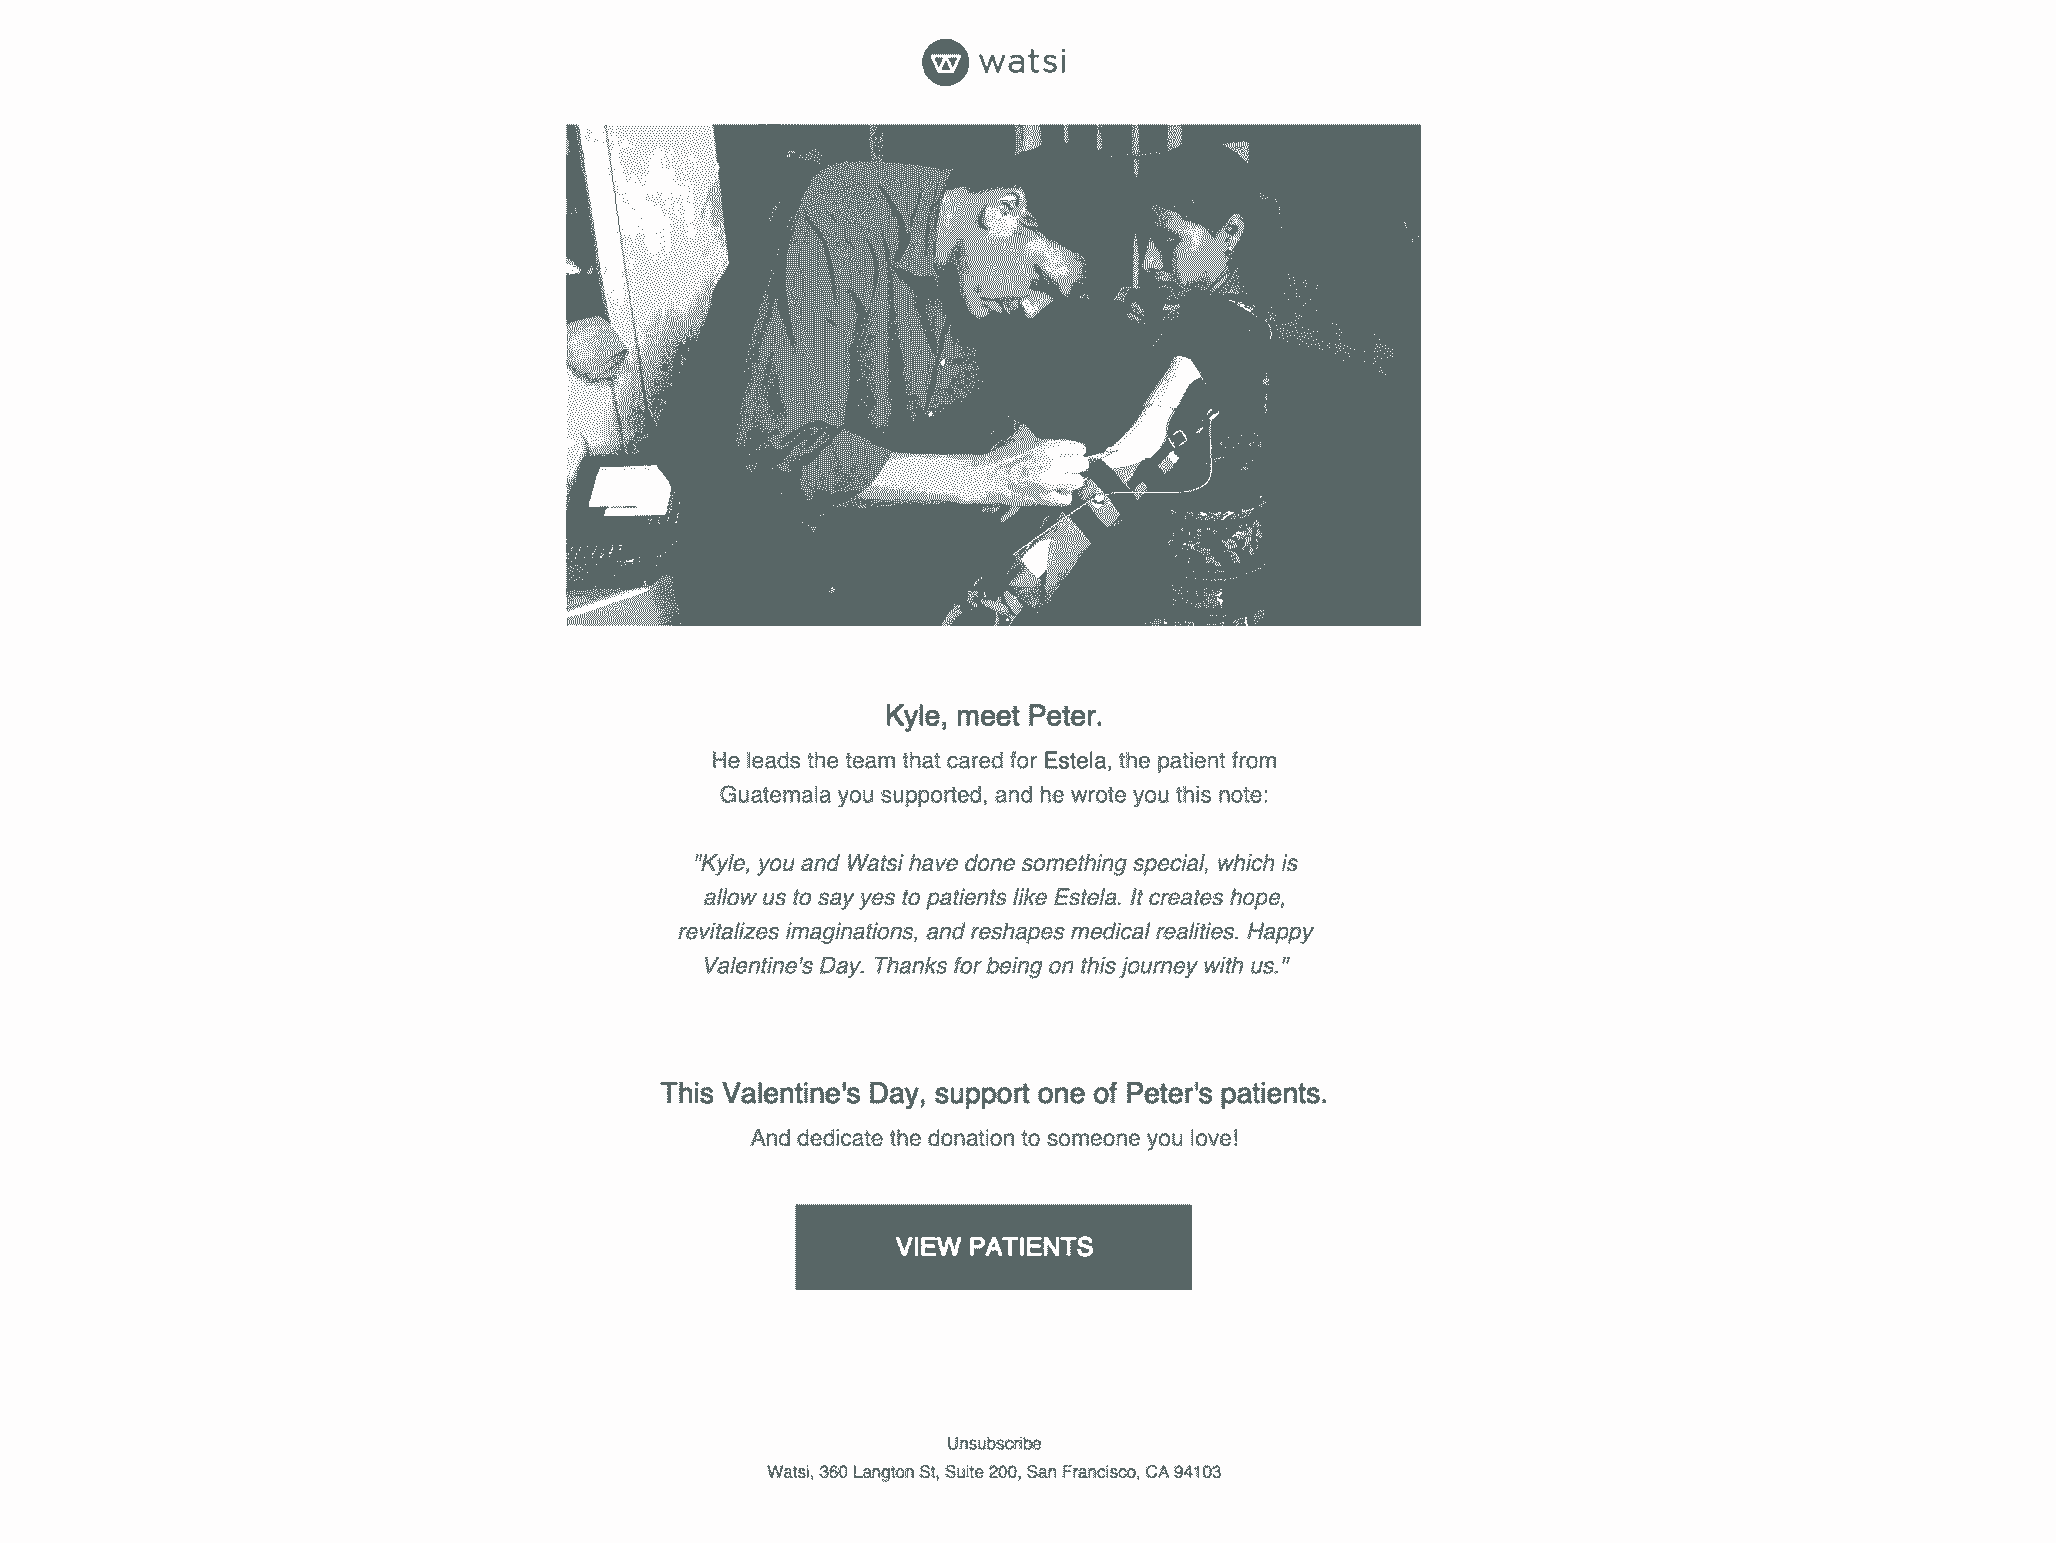 watsi
Kyle, meet Peter.
He leads the team that cared for Estela, the patient from
Guatemala you supported, and he wrote you this note:
"Kyle, you and Watsi have done something special, which is
allow us to say yes to patients like Estela. It creates hope,
revitalizes imaginations, and reshapes medical realities. Happy
Valentine's Day. Thanks for being on this journey with us."
This Valentine's Day, support one of Peter's patients.
And dedicate the donation to someone you love!
VIEW PATIENTS
Unsubscribe
Watsi, 360 Langton St, Suite 200, San Francisco, CA 94103